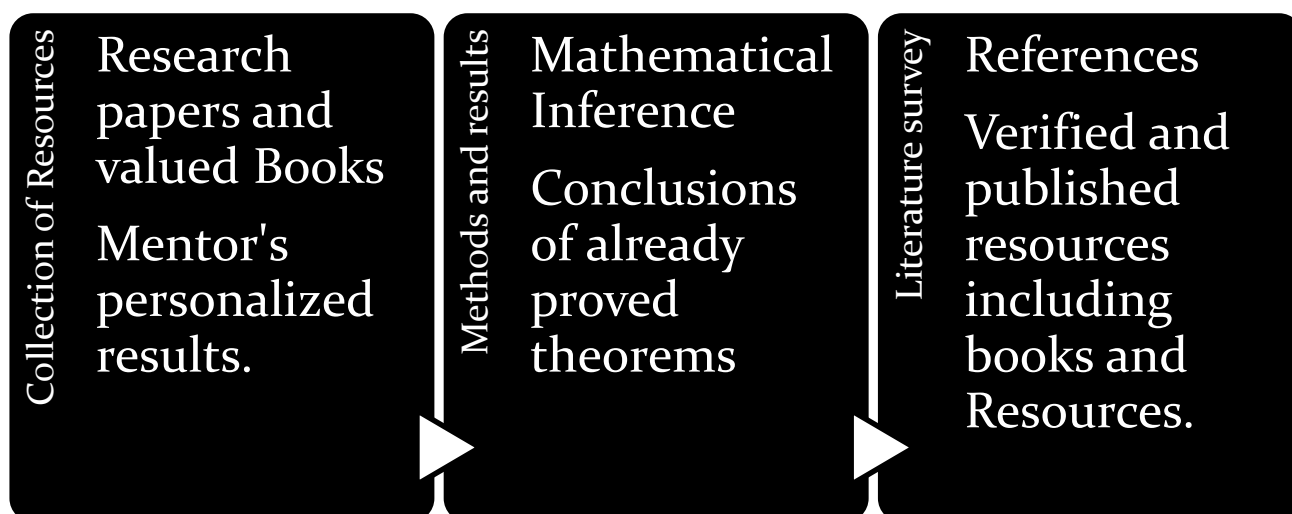 Collection of Resources
Research
papers and
valued Books
Mentor's
personalized
results.
Methods and results
Mathematical
Inference
Conclusions
of already
proved
theorems
Literature survey
References
Verified and
published
resources
including
books and
Resources.